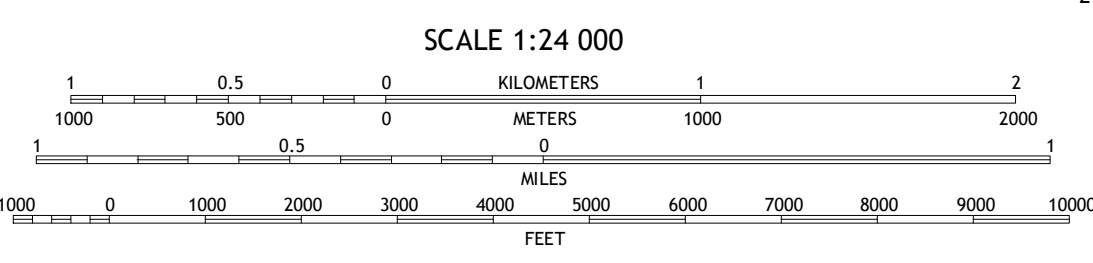 SCALE 1:24 000
1 0.5 0 KILOMETERS 1 2
1000 500 0 METERS 1000 2000
1 0.5 0 1
MILES
1000 0 1000 2000 3000 4000 5000 6000 7000 8000 9000 10000
FEET